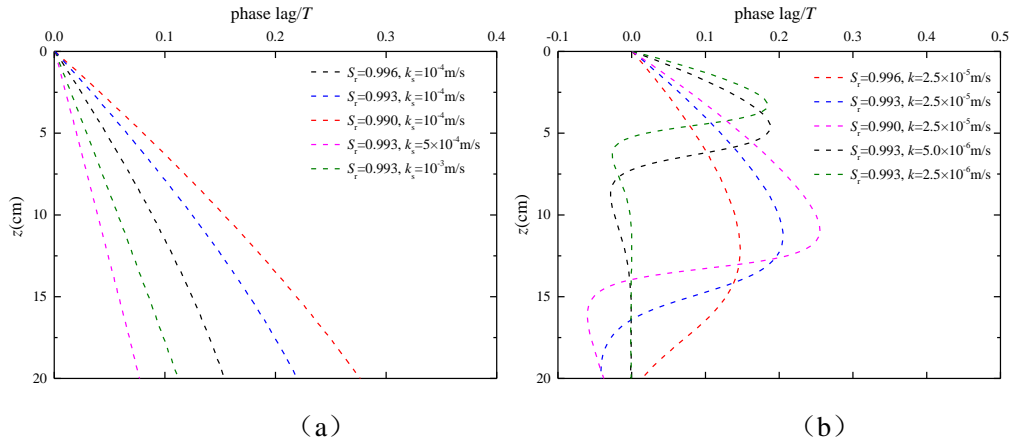 phase lag/T
0.0 0.1 0.2 0.3 0.4
0
5
10
15
20
z(cm)
Sr=0.996, ks=10-4m/s
Sr=0.993, ks=10-4m/s
Sr=0.990, ks=10-4m/s
Sr=0.993, ks=5×10-4m/s
Sr=0.993, ks=10-3m/s
（a）
phase lag/T
-0.1 0.0 0.1 0.2 0.3 0.4 0.5
0
5
10
15
20
z(cm)
Sr=0.996, k=2.5×10-5m/s
Sr=0.993, k=2.5×10-5m/s
Sr=0.990, k=2.5×10-5m/s
Sr=0.993, k=5.0×10-6m/s
Sr=0.993, k=2.5×10-6m/s
（b）